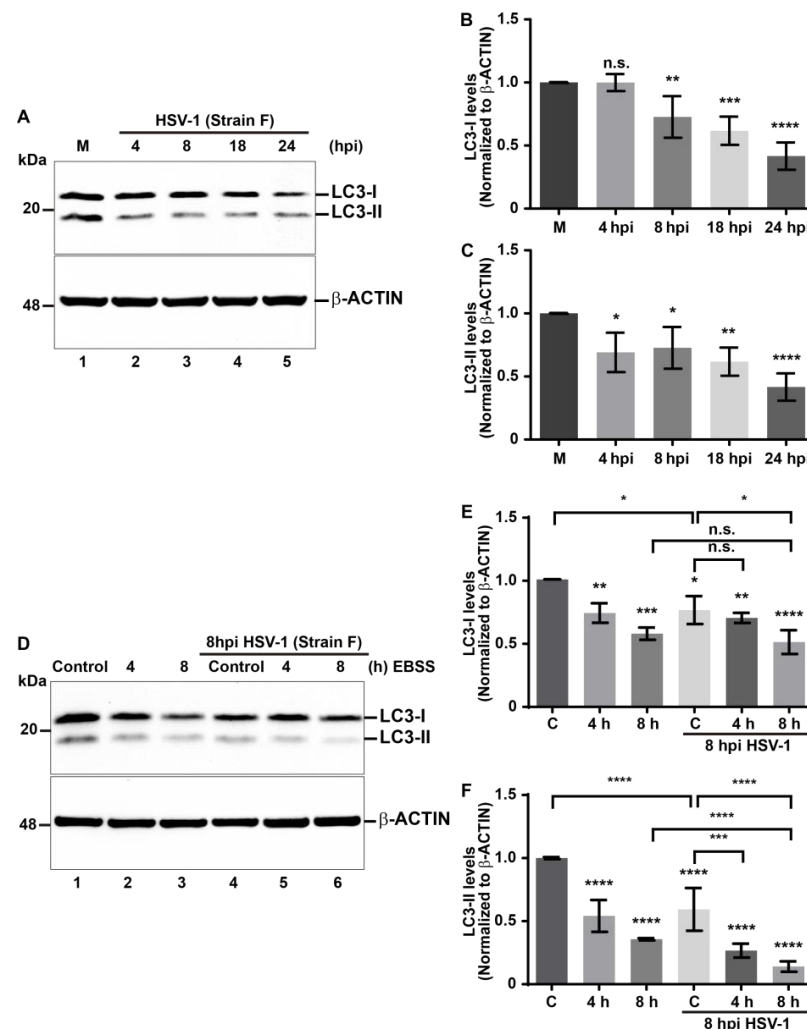 A
HSV-1 (Strain F)
M 4 8 18 24 (hpi)
kDa
LC3-I
20
LC3-II
48
β-ACTIN
1 2 3 4 5
B
LC3-I levels
(Normalized to β-ACTIN)
1.5
1.0
0.5
0
n.s.
**
***
****
M 4 hpi 8 hpi 18 hpi 24 hpi
C
LC3-II levels
(Normalized to β-ACTIN)
1.5
1.0
0.5
0
*
*
**
****
M 4 hpi 8 hpi 18 hpi 24 hpi
D
8hpi HSV-1 (Strain F)
Control 4 8 Control 4 8 (h) EBSS
kDa
LC3-I
20
LC3-II
48
β-ACTIN
1 2 3 4 5 6
E
LC3-I levels
(Normalized to β-ACTIN)
1.5
1.0
0.5
0
* *
n.s.
n.s.
**
***
*
**
****
C 4 h 8 h C 4 h 8 h
8 hpi HSV-1
F
LC3-II levels
(Normalized to β-ACTIN)
1.5
1.0
0.5
0
**** ****
****
***
****
****
****
****
****
C 4 h 8 h C 4 h 8 h
8 hpi HSV-1